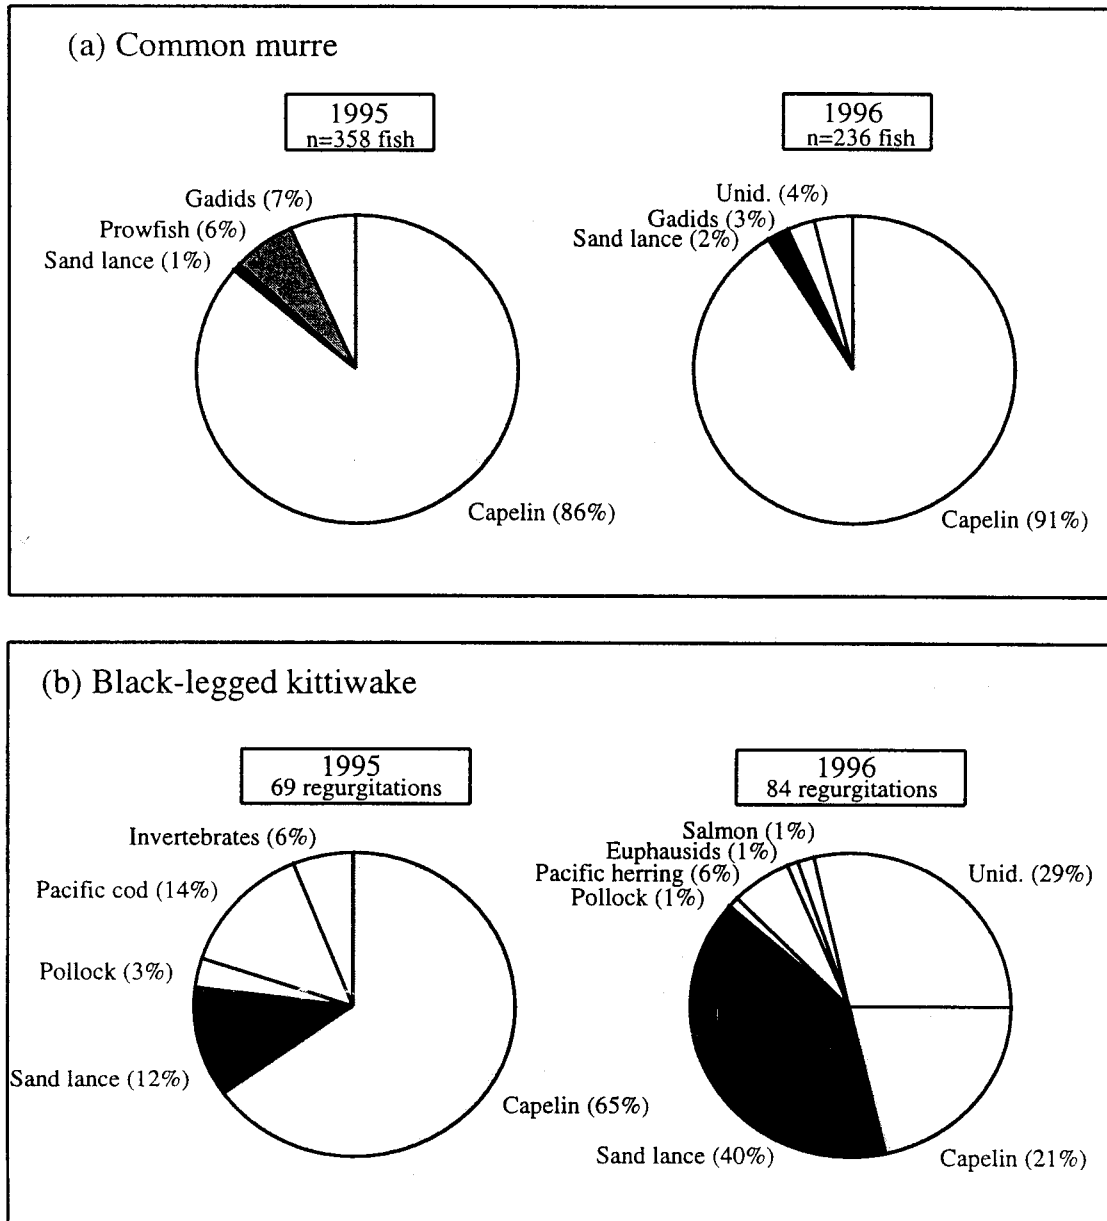 (a) Common murre
1995
n=358 fish
1996
n=236 fish
Gadids (7%)
Prowfish (6%)
Sand lance (1%)
Capelin (86%)
Unid. (4%)
Gadids (3%)
Sand lance (2%)
Capelin (91%)
(b) Black-legged kittiwake
1995
69 regurgitations
1996
84 regurgitations
Invertebrates (6%)
Pacific cod (14%)
Pollock (3%)
Sand lance (12%)
Capelin (65%)
Salmon (1%)
Euphausids (1%)
Pacific herring (6%)
Pollock (1%)
Unid. (29%)
Sand lance (40%)
Capelin (21%)